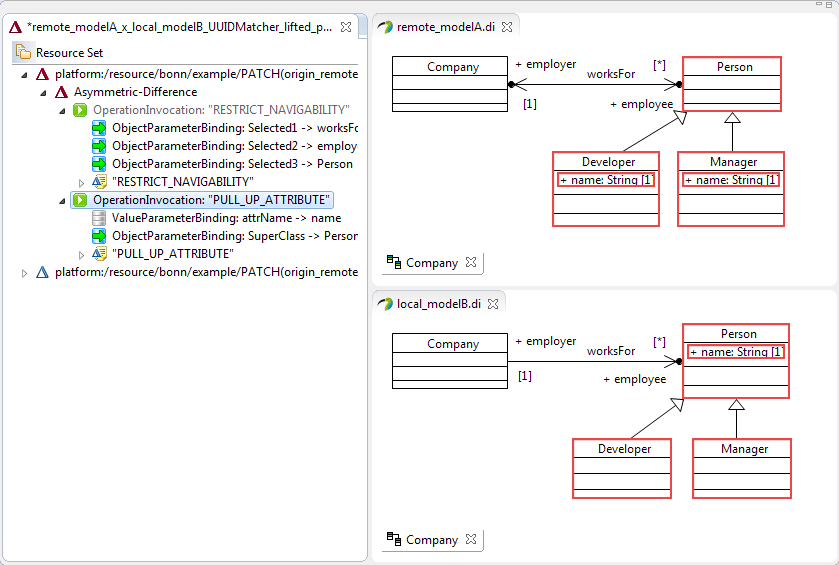 *remote_modelA_x_local_modelB_UUIDMatcher_lifted_p...
Resource Set
platform:/resource/bonn/example/PATCH(origin_remote
Asymmetric-Difference
OperationInvocation: "RESTRICT_NAVIGABILITY"
ObjectParameterBinding: Selected1 -> worksFo
ObjectParameterBinding: Selected2 -> employ
ObjectParameterBinding: Selected3 -> Person
"RESTRICT_NAVIGABILITY"
OperationInvocation: "PULL_UP_ATTRIBUTE"
ValueParameterBinding: attrName -> name
ObjectParameterBinding: SuperClass -> Person
"PULL_UP_ATTRIBUTE"
platform:/resource/bonn/example/PATCH(origin_remote
remote_modelA.di
Company
+ employer
worksFor
[*]
Person
[1]
+ employee
Developer
+ name: String [1]
Manager
+ name: String [1]
Company
local_modelB.di
Company
+ employer
worksFor
[*]
Person
+ name: String [1]
[1]
+ employee
Developer
Manager
Company